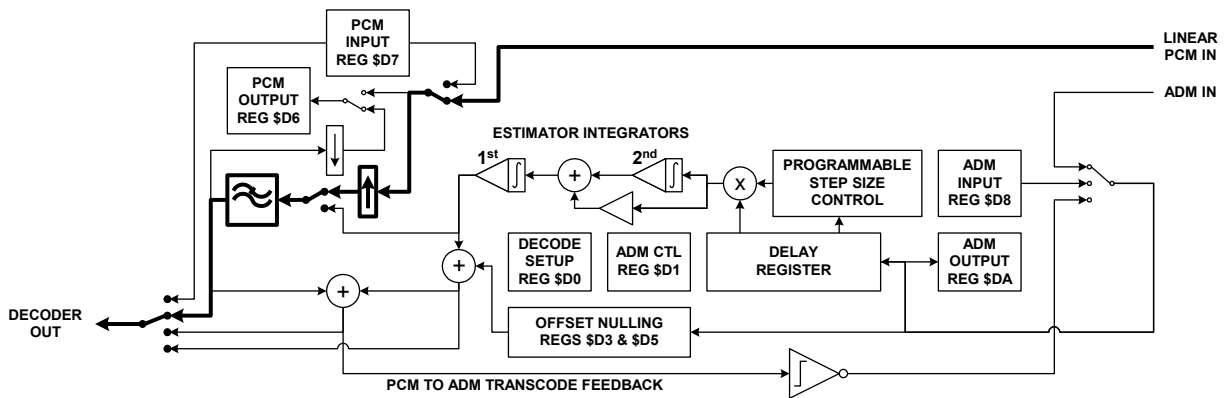 PCM
INPUT
REG $D7
LINEAR
PCM IN
PCM
OUTPUT
REG $D6
ADM IN
ESTIMATOR INTEGRATORS
1st
2nd
+
X
PROGRAMMABLE
STEP SIZE
CONTROL
ADM
INPUT
REG $D8
DECODE
SETUP
REG $D0
ADM CTL
REG $D1
DELAY
REGISTER
ADM
OUTPUT
REG $DA
+
+
DECODER
OUT
OFFSET NULLING
REGS $D3 & $D5
PCM TO ADM TRANSCODE FEEDBACK